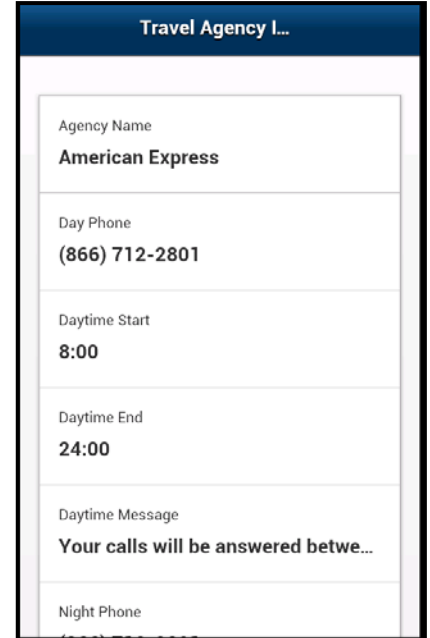 Travel Agency I...
Agency Name
American Express
Day Phone
(866) 712-2801
Daytime Start
8:00
Daytime End
24:00
Daytime Message
Your calls will be answered betwe...
Night Phone